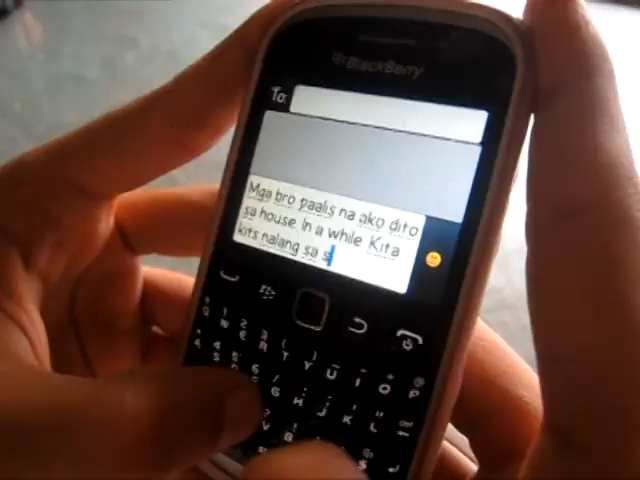 BlackBerry
To:
Mga bro paalis na ako dito
sa house in a while Kita
kits nalang sa s